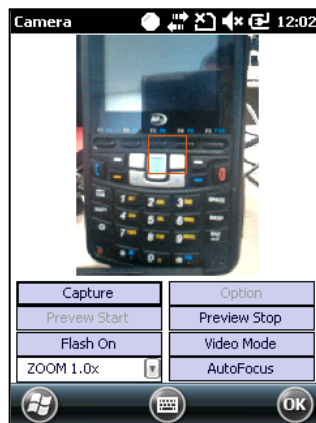 Camera 12:02
Capture Option
Prevew Start Preview Stop
Flash On Video Mode
ZOOM 1.0x AutoFocus
OK